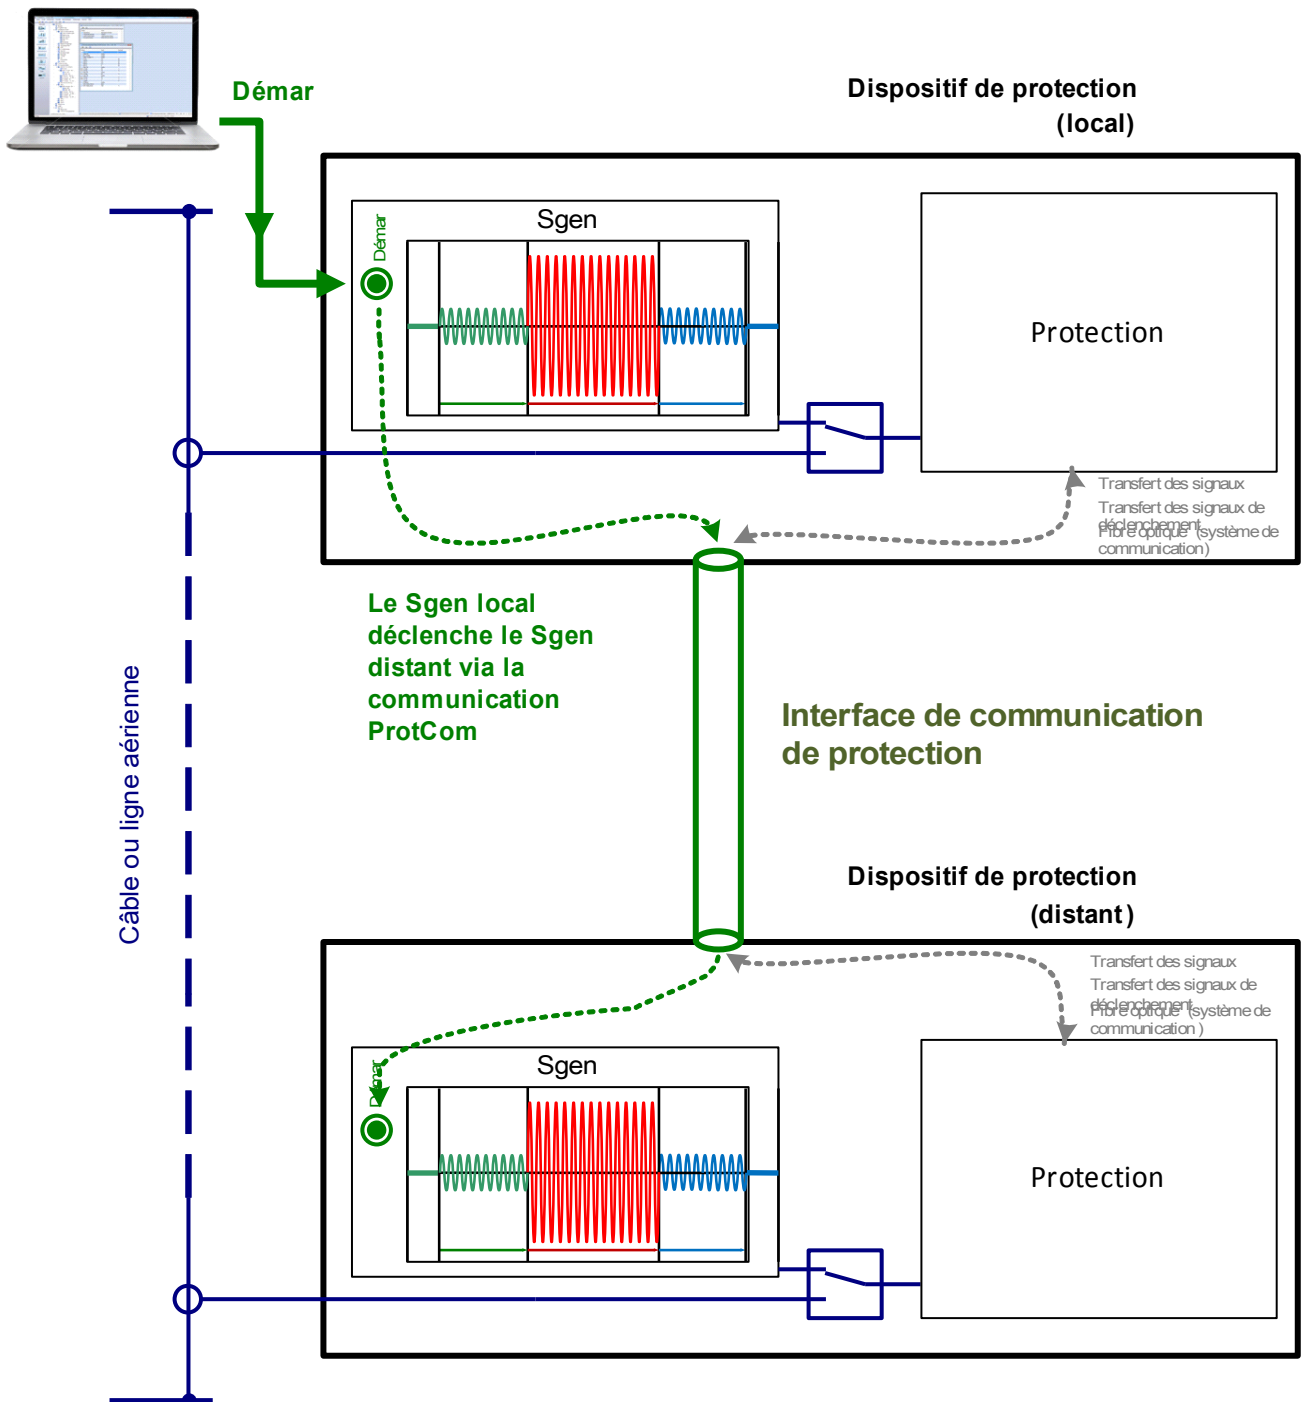 Démar
Dispositif de protection
(local)
Sgen
Démar
Protection
Transfert des signaux
Transfert des signaux de
déclenchement
Fibre optique (système de
communication)
Le Sgen local
déclenche le Sgen
distant via la
communication
ProtCom
Interface de communication
de protection
Câble ou ligne aérienne
Dispositif de protection
(distant)
Transfert des signaux
Transfert des signaux de
déclenchement
Fibre optique (système de
communication)
Sgen
Démar
Protection